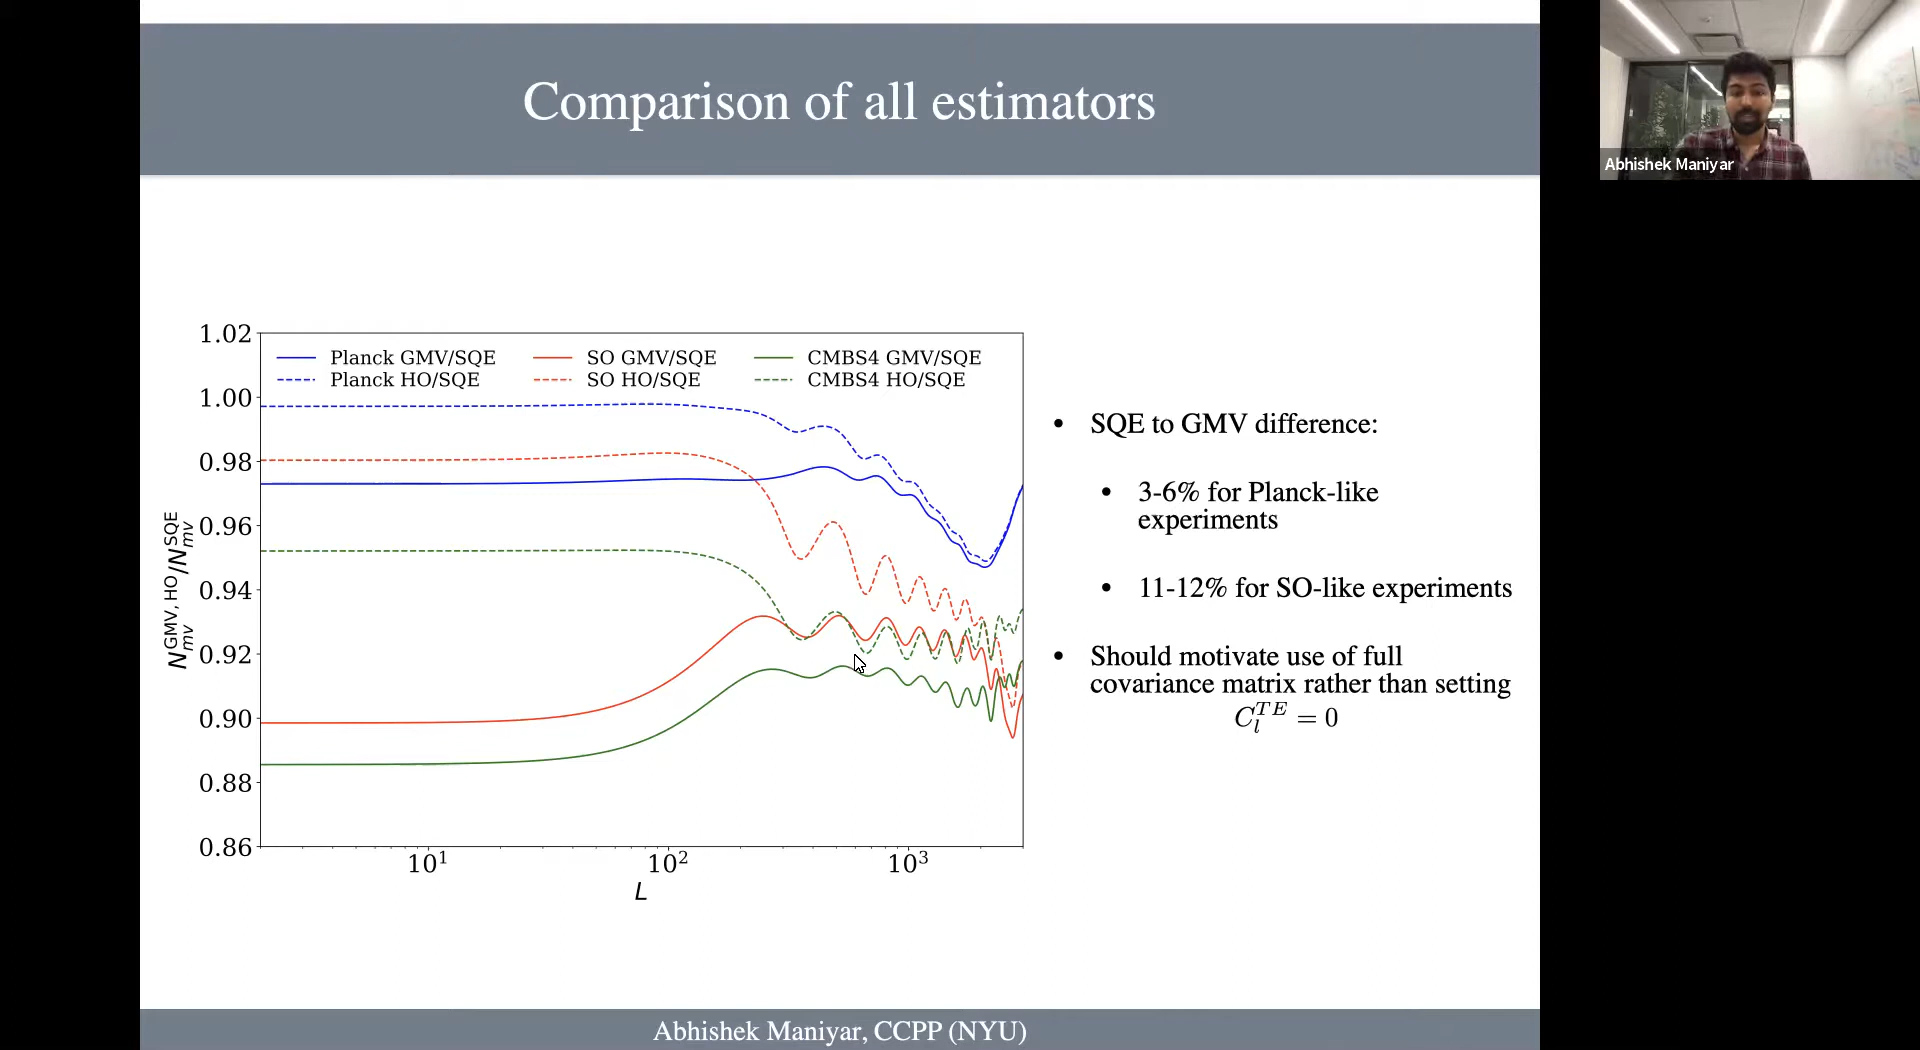 Comparison of all estimators
Abhishek Maniyar
1.02
1.00
0.98
0.96
0.94
0.92
0.90
0.88
0.86
N_{mv}^{GMV, HO}/N_{mv}^{SQE}
Planck GMV/SQE SO GMV/SQE CMBS4 GMV/SQE
Planck HO/SQE SO HO/SQE CMBS4 HO/SQE
10^1 10^2 10^3
L
• SQE to GMV difference:
• 3-6% for Planck-like
experiments
• 11-12% for SO-like experiments
• Should motivate use of full
covariance matrix rather than setting
C_l^{TE} = 0
Abhishek Maniyar, CCPP (NYU)